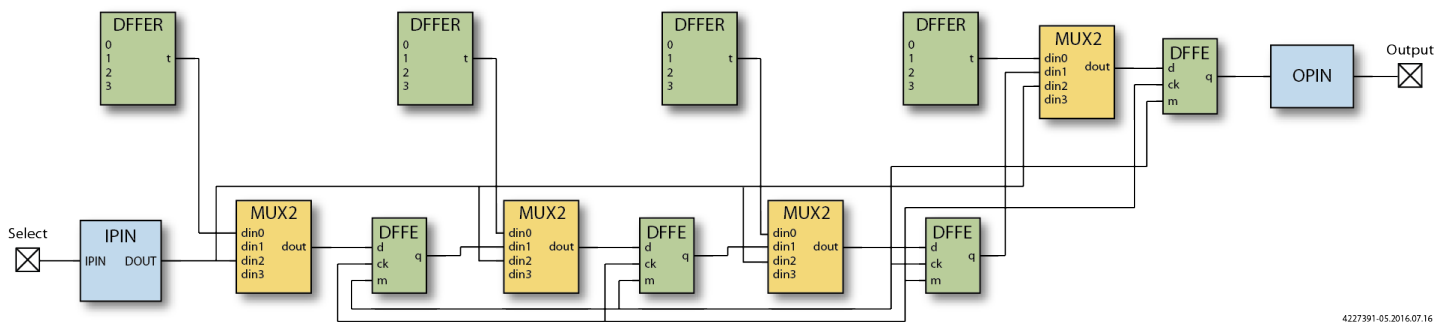 DFFER
0
1
2
3
t
DFFER
0
1
2
3
t
DFFER
0
1
2
3
t
DFFER
0
1
2
3
t
MUX2
din0
din1
din2
din3
dout
DFFE
d
ck
m
q
OPIN
Output
Select
IPIN
IPIN DOUT
MUX2
din0
din1
din2
din3
dout
DFFE
d
ck
m
q
MUX2
din0
din1
din2
din3
dout
DFFE
d
ck
m
q
MUX2
din0
din1
din2
din3
dout
DFFE
d
ck
m
q
4227391-05.2016.07.16